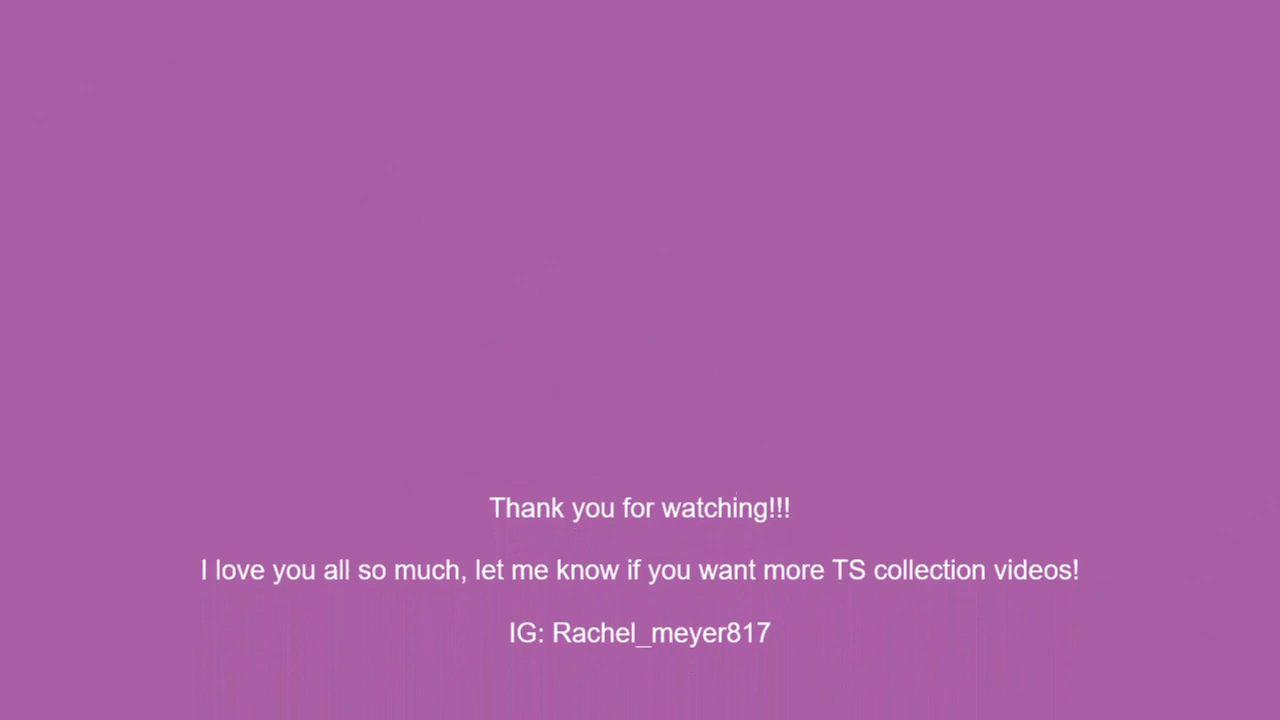 Thank you for watching!!!
I love you all so much, let me know if you want more TS collection videos!
IG: Rachel_meyer817